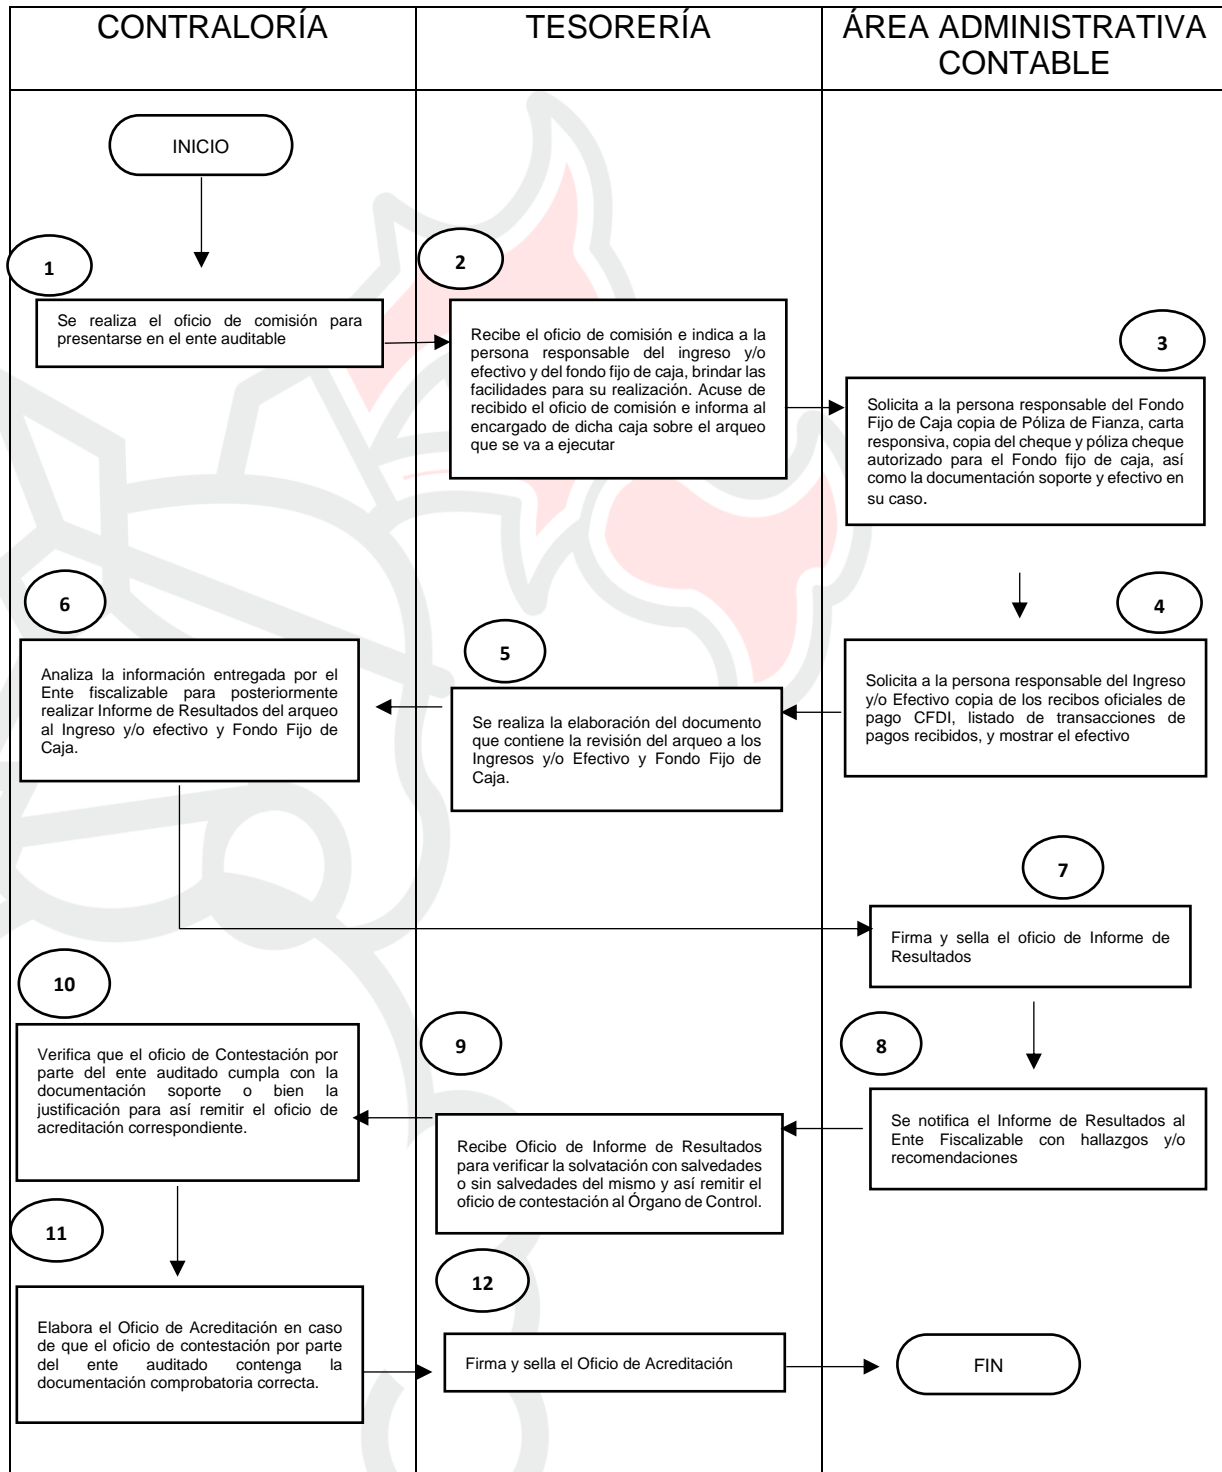 CONTRALORÍA
TESORERÍA
ÁREA ADMINISTRATIVA
CONTABLE
INICIO
1
Se realiza el oficio de comisión para
presentarse en el ente auditable
2
Recibe el oficio de comisión e indica a la
persona responsable del ingreso y/o
efectivo y del fondo fijo de caja, brindar las
facilidades para su realización. Acuse de
recibido el oficio de comisión e informa al
encargado de dicha caja sobre el arqueo
que se va a ejecutar
3
Solicita a la persona responsable del Fondo
Fijo de Caja copia de Póliza de Fianza, carta
responsiva, copia del cheque y póliza cheque
autorizado para el Fondo fijo de caja, así
como la documentación soporte y efectivo en
su caso.
4
Solicita a la persona responsable del Ingreso
y/o Efectivo copia de los recibos oficiales de
pago CFDI, listado de transacciones de
pagos recibidos, y mostrar el efectivo
5
Se realiza la elaboración del documento
que contiene la revisión del arqueo a los
Ingresos y/o Efectivo y Fondo Fijo de
Caja.
6
Analiza la información entregada por el
Ente fiscalizable para posteriormente
realizar Informe de Resultados del arqueo
al Ingreso y/o efectivo y Fondo Fijo de
Caja.
7
Firma y sella el oficio de Informe de
Resultados
8
Se notifica el Informe de Resultados al
Ente Fiscalizable con hallazgos y/o
recomendaciones
9
Recibe Oficio de Informe de Resultados
para verificar la solvatación con salvedades
o sin salvedades del mismo y así remitir el
oficio de contestación al Órgano de Control.
10
Verifica que el oficio de Contestación por
parte del ente auditado cumpla con la
documentación soporte o bien la
justificación para así remitir el oficio de
acreditación correspondiente.
11
Elabora el Oficio de Acreditación en caso
de que el oficio de contestación por parte
del ente auditado contenga la
documentación comprobatoria correcta.
12
Firma y sella el Oficio de Acreditación
FIN